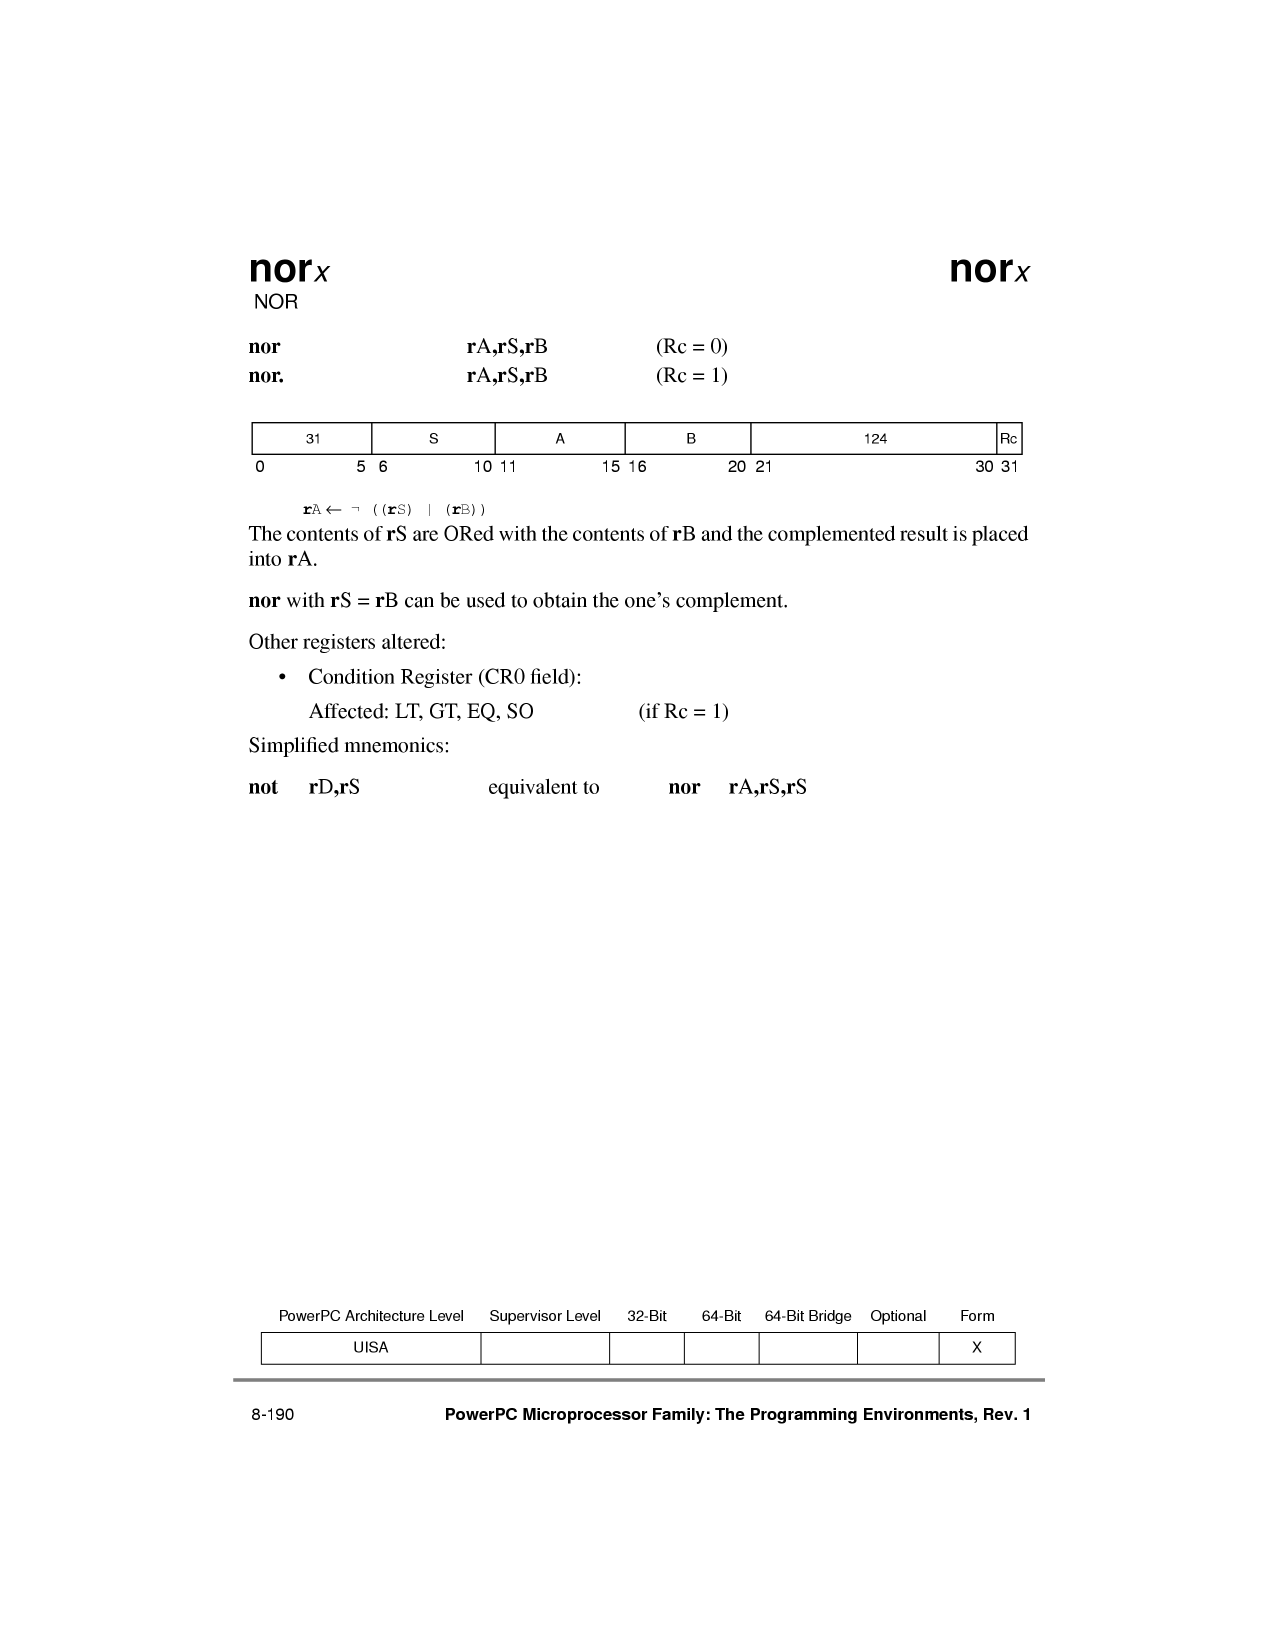 norx norx
NOR
nor rA,rS,rB (Rc = 0)
nor. rA,rS,rB (Rc = 1)
31 S A B 124 Rc
0 5 6 10 11 15 16 20 21 30 31
rA ← ¬ ((rS) | (rB))
The contents of rS are ORed with the contents of rB and the complemented result is placed
into rA.
nor with rS = rB can be used to obtain the one’s complement.
Other registers altered:
• Condition Register (CR0 field):
Affected: LT, GT, EQ, SO (if Rc = 1)
Simplified mnemonics:
not rD,rS equivalent to nor rA,rS,rS
PowerPC Architecture Level Supervisor Level 32-Bit 64-Bit 64-Bit Bridge Optional Form
UISA X
8-190 PowerPC Microprocessor Family: The Programming Environments, Rev. 1